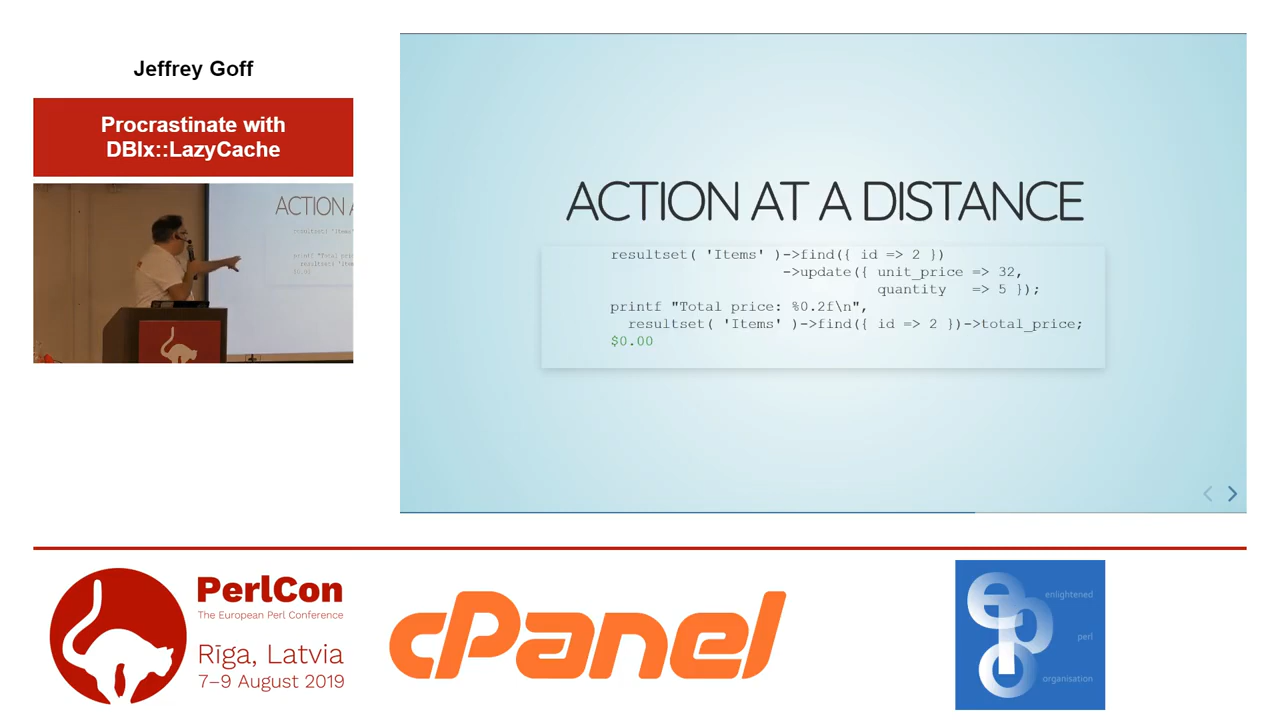 Jeffrey Goff
Procrastinate with
DBIx::LazyCache
ACTION A
ACTION AT A DISTANCE
resultset( 'Items' )->find({ id => 2 })
->update({ unit_price => 32,
quantity => 5 });
printf "Total price: %0.2f\n",
resultset( 'Items' )->find({ id => 2 })->total_price;
$0.00
PerlCon
The European Perl Conference
Rīga, Latvia
7–9 August 2019
cPanel
epo
enlightened
perl
organisation